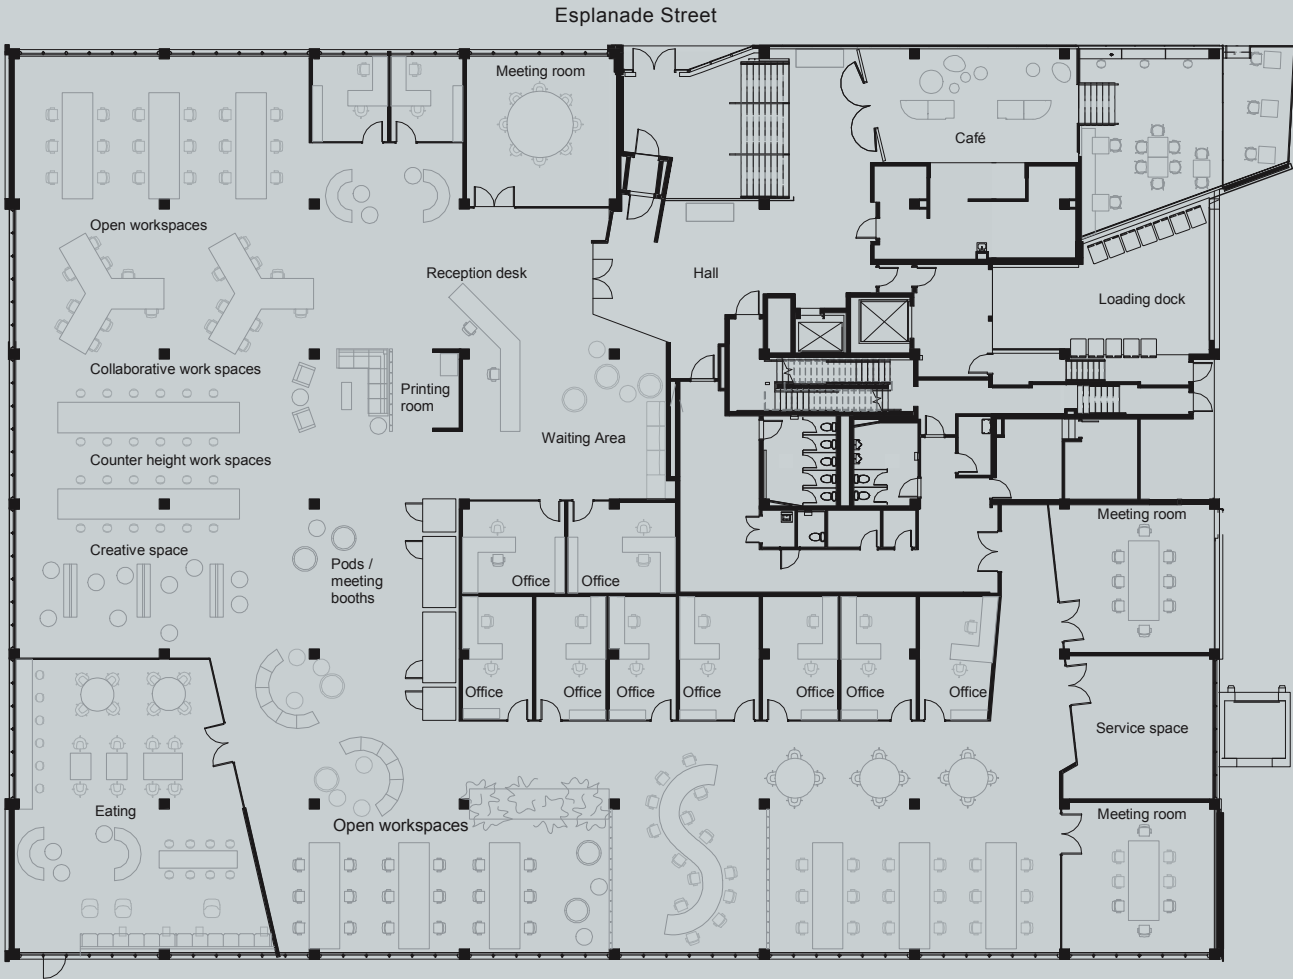 Esplanade Street
Meeting room
Café
Open workspaces
Reception desk
Hall
Loading dock
Collaborative work spaces
Printing
room
Waiting Area
Counter height work spaces
Meeting room
Creative space
Pods /
meeting
booths
Office
Office
Office
Office
Office
Office
Office
Office
Office
Service space
Eating
Open workspaces
Meeting room